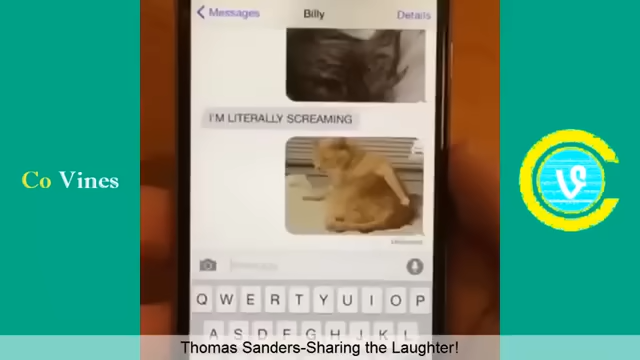 Messages
Billy
Details
I'M LITERALLY SCREAMING
Co Vines
Q W E R T Y U I O P
A S D F G H J K L
Thomas Sanders-Sharing the Laughter!